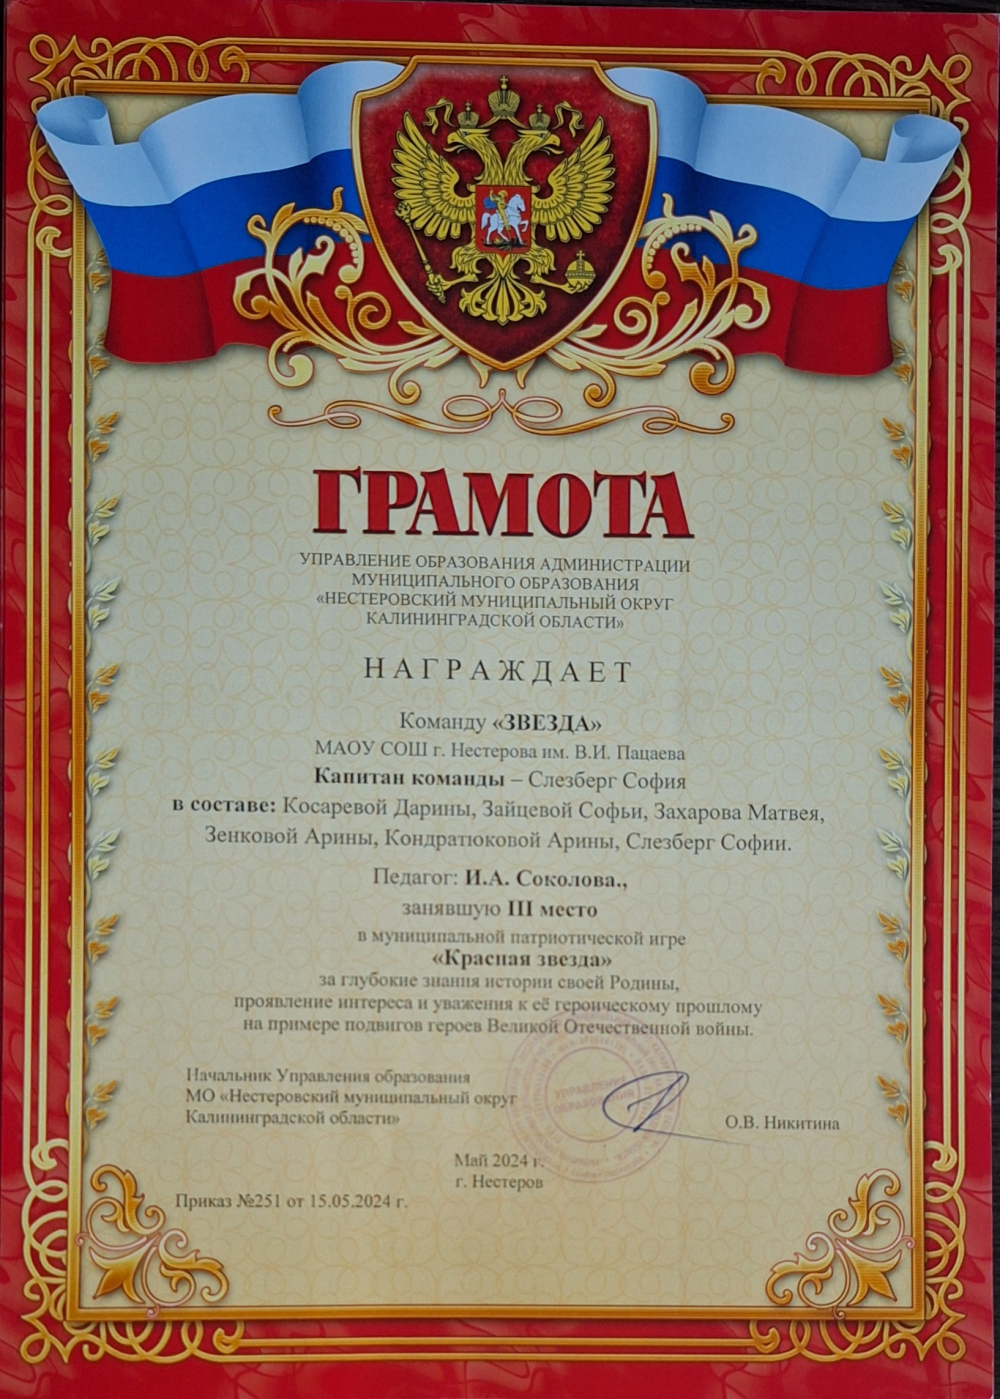 ГРАМОТА
УПРАВЛЕНИЕ ОБРАЗОВАНИЯ АДМИНИСТРАЦИИ
МУНИЦИПАЛЬНОГО ОБРАЗОВАНИЯ
«НЕСТЕРОВСКИЙ МУНИЦИПАЛЬНЫЙ ОКРУГ
КАЛИНИНГРАДСКОЙ ОБЛАСТИ»
НАГРАЖДАЕТ
Команду «ЗВЕЗДА»
МАОУ СОШ г. Нестерова им. В.И. Пацаева
Капитан команды – Слезберг София
в составе: Косаревой Дарины, Зайцевой Софьи, Захарова Матвея,
Зенковой Арины, Кондратюковой Арины, Слезберг Софии.
Педагог: И.А. Соколова.,
занявшую III место
в муниципальной патриотической игре
«Красная звезда»
за глубокие знания истории своей Родины,
проявление интереса и уважения к её героическому прошлому
на примере подвигов героев Великой Отечественной войны.
Начальник Управления образования
МО «Нестеровский муниципальный округ
Калининградской области»
О.В. Никитина
УПРАВЛЕНИЕ
ОБРАЗОВАНИЯ
Май 2024 г.
г. Нестеров
Приказ №251 от 15.05.2024 г.